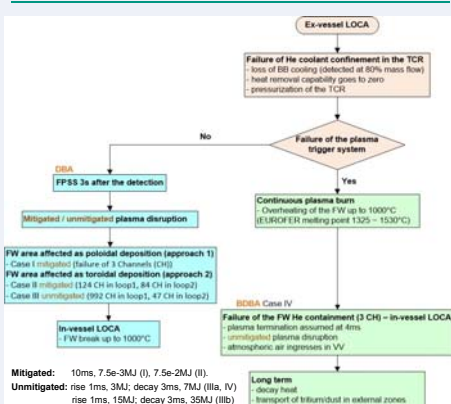 Ex-vessel LOCA
Failure of He coolant confinement in the TCR
- loss of BB cooling (detected at 80% mass flow)
- heat removal capability goes to zero
- pressurization of the TCR
No
Failure of the plasma
trigger system
Yes
DBA
FPSS 3s after the detection
Mitigated / unmitigated plasma disruption
FW area affected as poloidal deposition (approach 1)
- Case I mitigated (failure of 3 Channels (CH))
FW area affected as toroidal deposition (approach 2)
- Case II mitigated (124 CH in loop1, 84 CH in loop2)
- Case III unmitigated (992 CH in loop1, 47 CH in loop2)
In-vessel LOCA
- FW break up to 1000°C
Continuous plasma burn
- Overheating of the FW up to 1000°C
(EUROFER melting point 1325 – 1530°C)
BDBA Case IV
Failure of the FW He containment (3 CH) – in-vessel LOCA
- plasma termination assumed at 4ms
- unmitigated plasma disruption
- atmospheric air ingresses in VV
Long term
- decay heat
- transport of tritium/dust in external zones
Mitigated: 10ms, 7.5e-3MJ (I), 7.5e-2MJ (II).
Unmitigated: rise 1ms, 3MJ; decay 3ms, 7MJ (IIIa, IV)
rise 1ms, 15MJ; decay 3ms, 35MJ (IIIb)